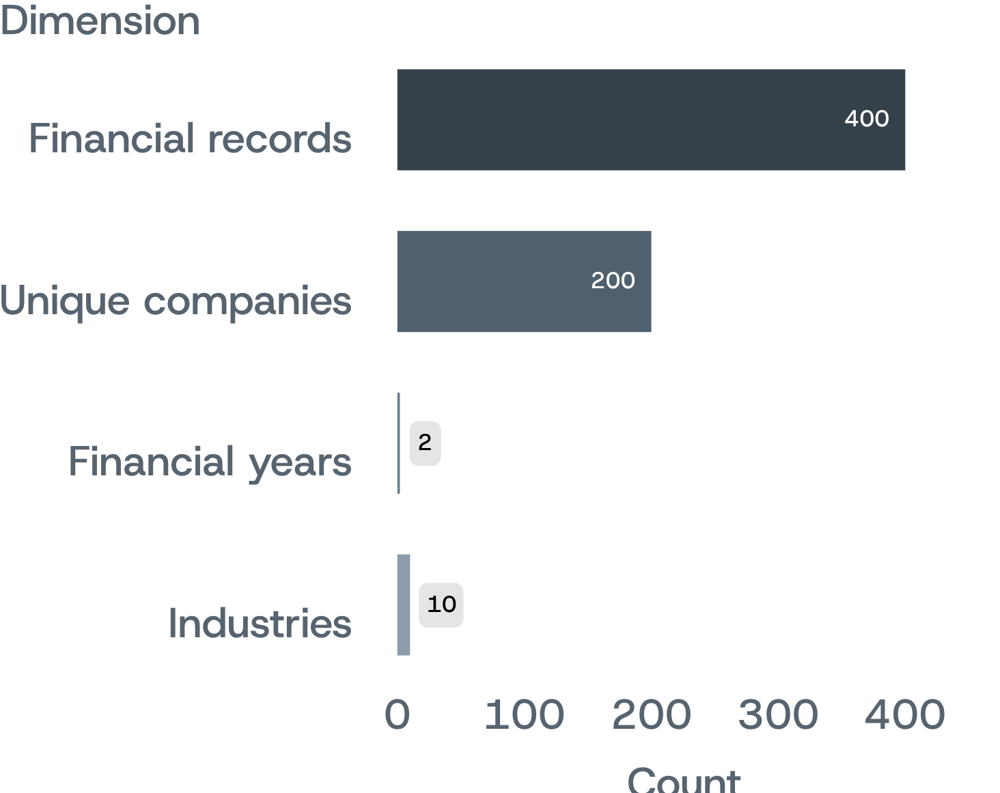 Dimension
Financial records
400
Unique companies
200
Financial years
2
Industries
10
0 100 200 300 400
Count